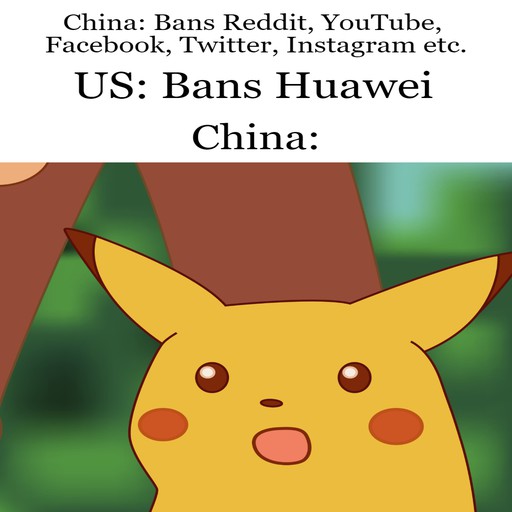 China: Bans Reddit, YouTube,
Facebook, Twitter, Instagram etc.
US: Bans Huawei
China: